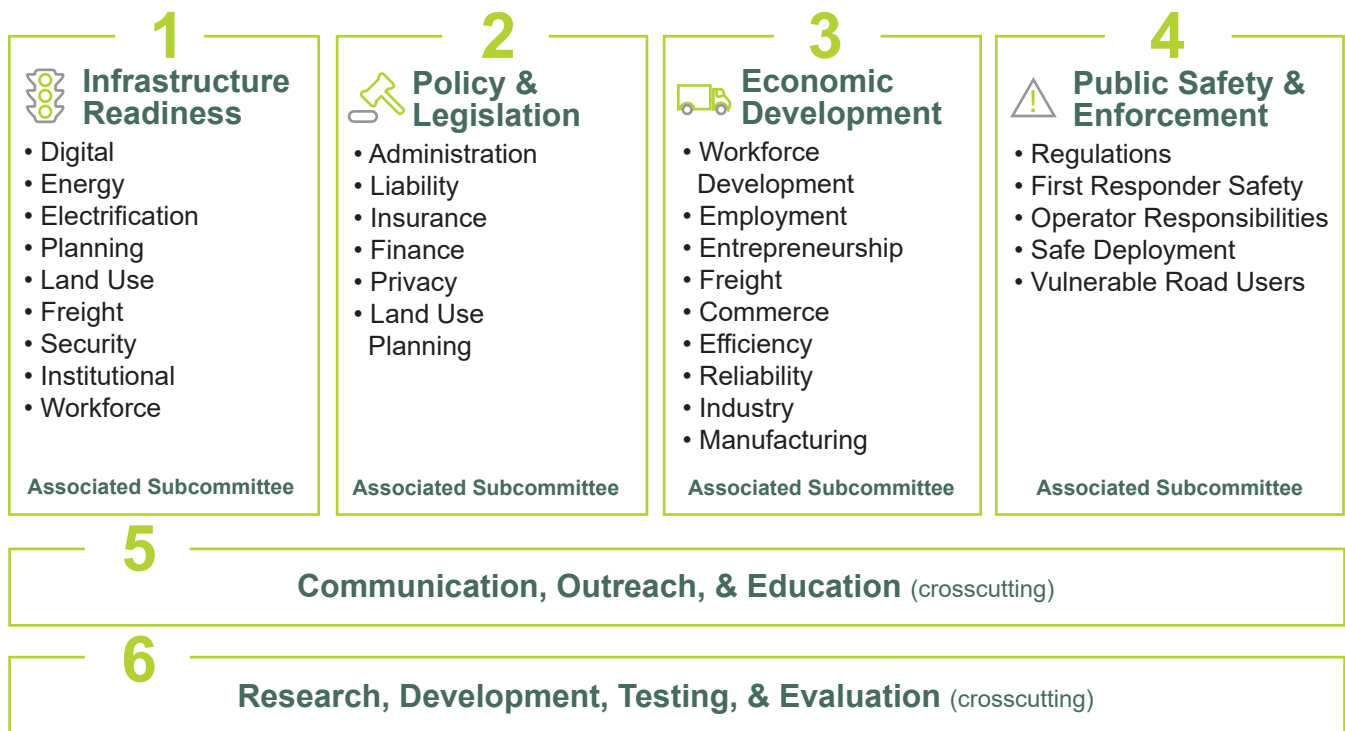 1
Infrastructure
Readiness
• Digital
• Energy
• Electrification
• Planning
• Land Use
• Freight
• Security
• Institutional
• Workforce
Associated Subcommittee
2
Policy &
Legislation
• Administration
• Liability
• Insurance
• Finance
• Privacy
• Land Use
Planning
Associated Subcommittee
3
Economic
Development
• Workforce
Development
• Employment
• Entrepreneurship
• Freight
• Commerce
• Efficiency
• Reliability
• Industry
• Manufacturing
Associated Subcommittee
4
Public Safety &
Enforcement
• Regulations
• First Responder Safety
• Operator Responsibilities
• Safe Deployment
• Vulnerable Road Users
Associated Subcommittee
5
Communication, Outreach, & Education (crosscutting)
6
Research, Development, Testing, & Evaluation (crosscutting)